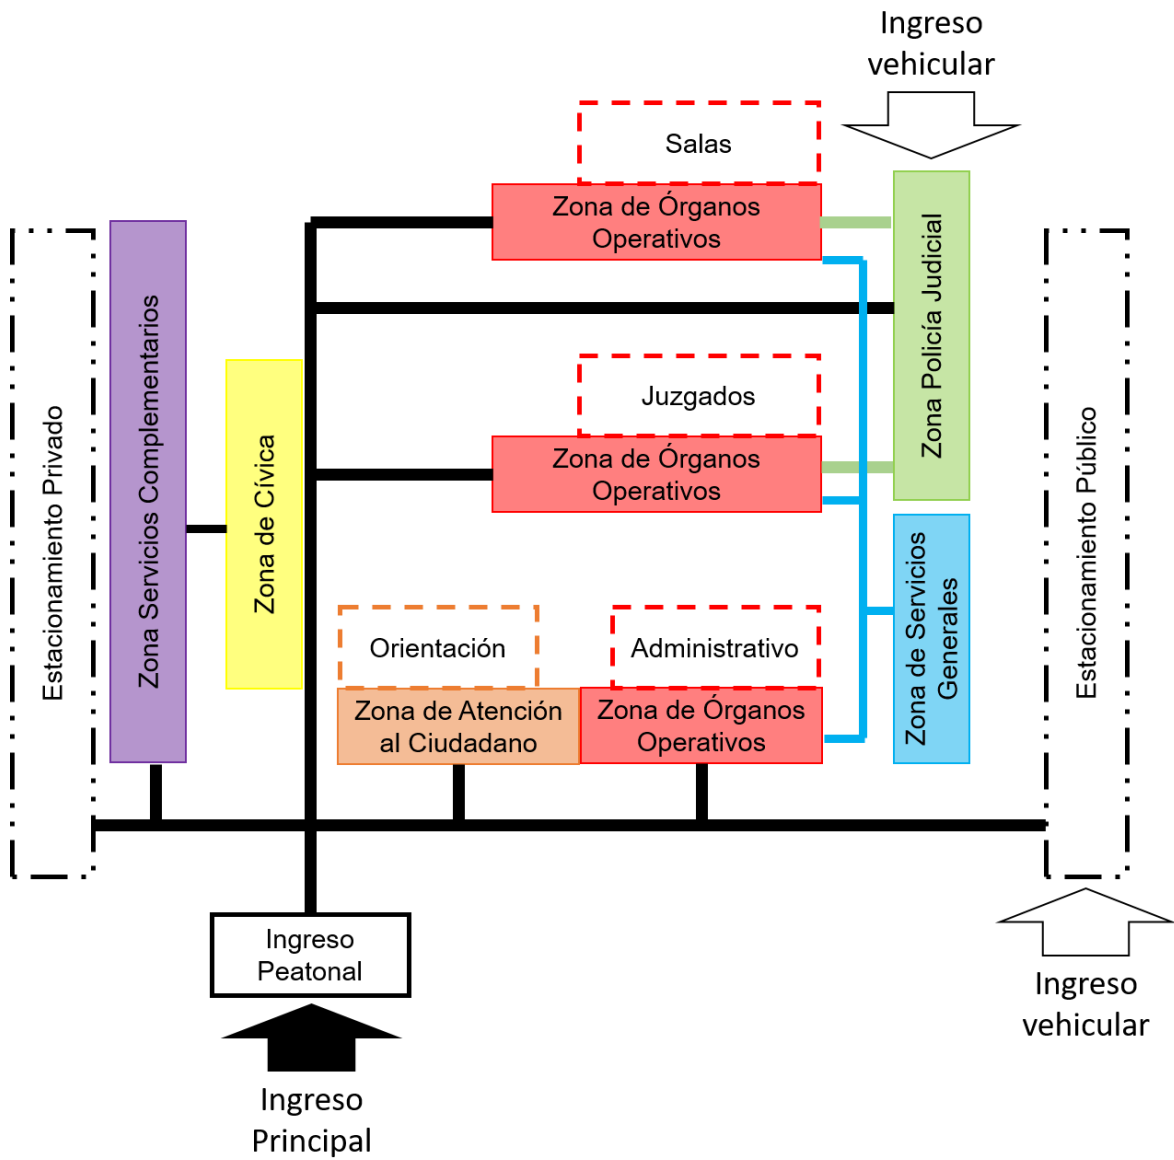 Ingreso
vehicular
Salas
Zona de Órganos
Operativos
Zona Policía Judicial
Estacionamiento Privado
Zona Servicios Complementarios
Zona de Cívica
Juzgados
Zona de Órganos
Operativos
Estacionamiento Público
Zona de Servicios
Generales
Orientación
Administrativo
Zona de Atención
al Ciudadano
Zona de Órganos
Operativos
Ingreso
Peatonal
Ingreso
vehicular
Ingreso
Principal